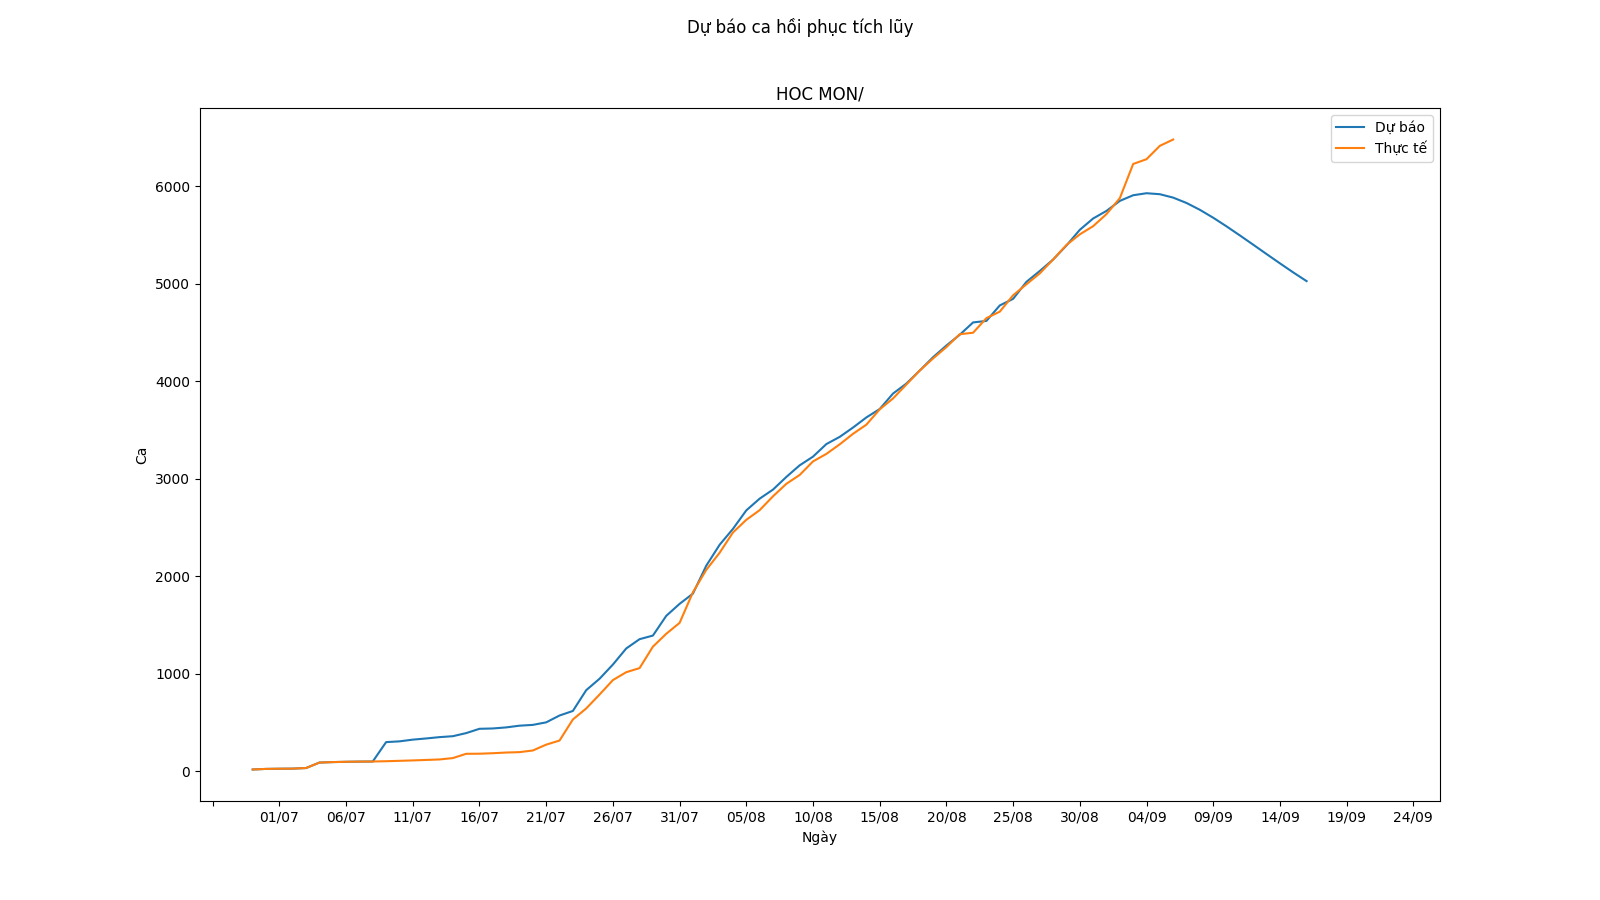 Dự báo ca hồi phục tích lũy
HOC MON/
Dự báo
Thực tế
6000
5000
4000
3000
2000
1000
0
Ca
01/07 06/07 11/07 16/07 21/07 26/07 31/07 05/08 10/08 15/08 20/08 25/08 30/08 04/09 09/09 14/09 19/09 24/09
Ngày